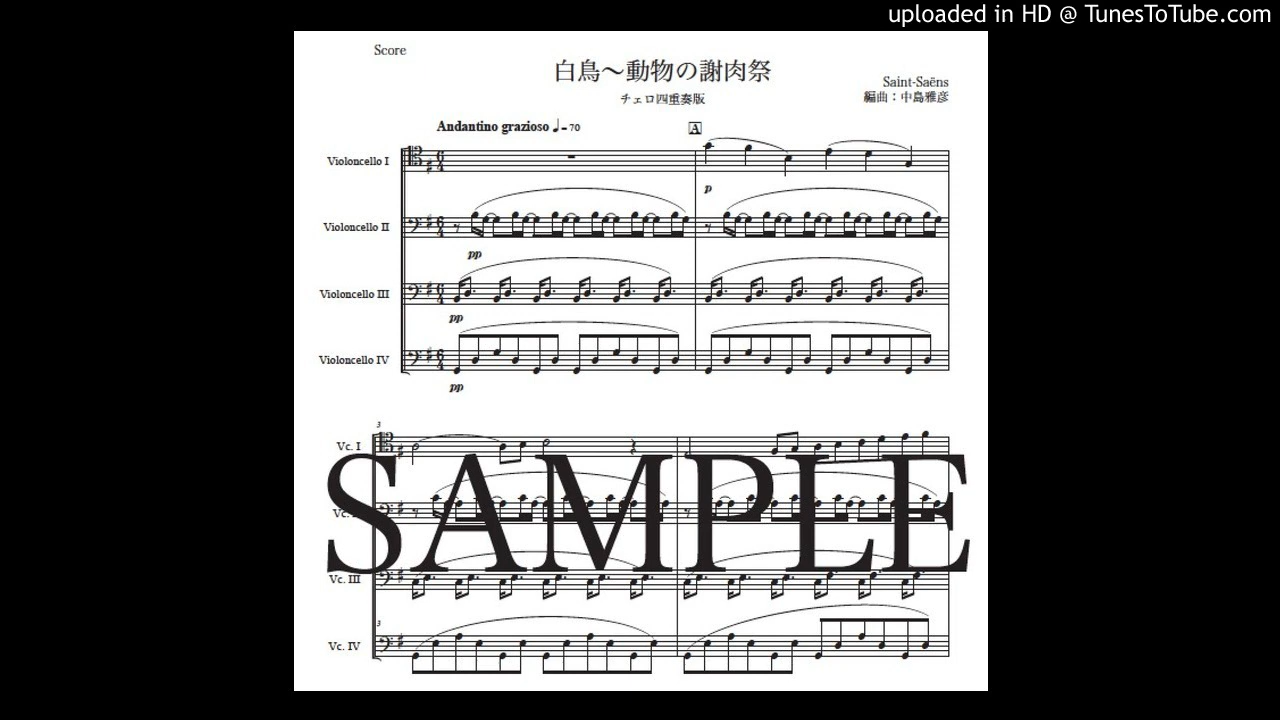 uploaded in HD @ TunesToTube.com
Score
白鳥〜動物の謝肉祭
チェロ四重奏版
Saint-Saëns
編曲：中島雅彦
Andantino grazioso ♩=70
A
Violoncello I
p
Violoncello II
pp
Violoncello III
pp
Violoncello IV
pp
3
Vc. I
SAMPLE
Vc. III
3
Vc. IV